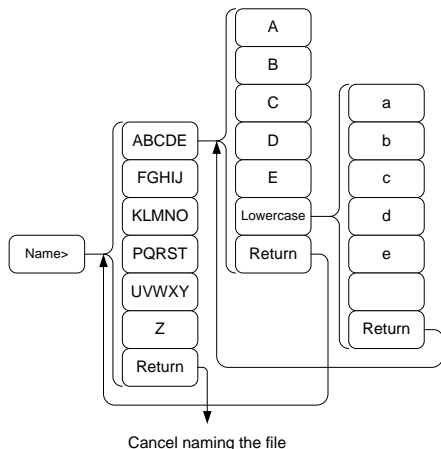 Name>
ABCDE
FGHIJ
KLMNO
PQRST
UVWXY
Z
Return
A
B
C
D
E
Lowercase
Return
a
b
c
d
e
Return
Cancel naming the file